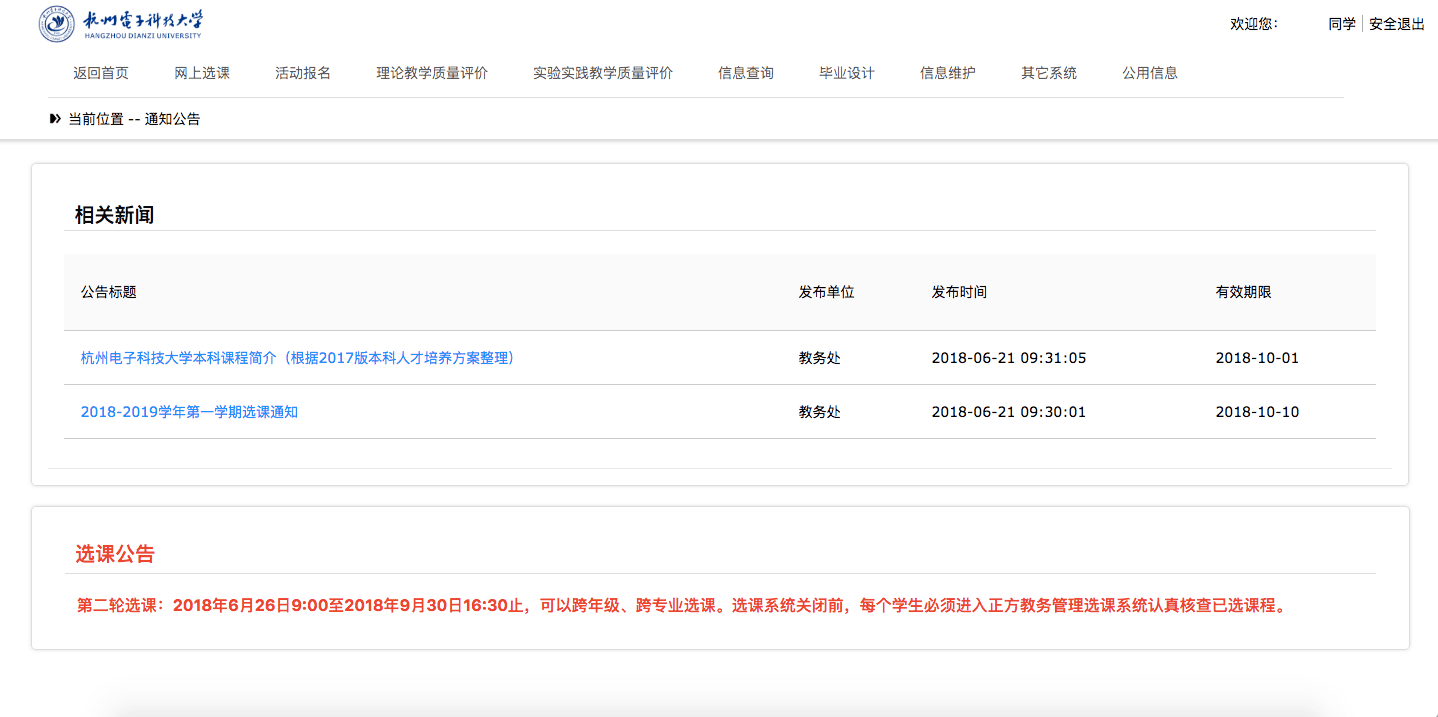 杭州電子科技大学
HANGZHOU DIANZI UNIVERSITY
欢迎您： 同学 安全退出
返回首页 网上选课 活动报名 理论教学质量评价 实验实践教学质量评价 信息查询 毕业设计 信息维护 其它系统 公用信息
当前位置 -- 通知公告
相关新闻
公告标题 发布单位 发布时间 有效期限
杭州电子科技大学本科课程简介（根据2017版本科人才培养方案整理） 教务处 2018-06-21 09:31:05 2018-10-01
2018-2019学年第一学期选课通知 教务处 2018-06-21 09:30:01 2018-10-10
选课公告
第二轮选课：2018年6月26日9:00至2018年9月30日16:30止，可以跨年级、跨专业选课。选课系统关闭前，每个学生必须进入正方教务管理选课系统认真核查已选课程。